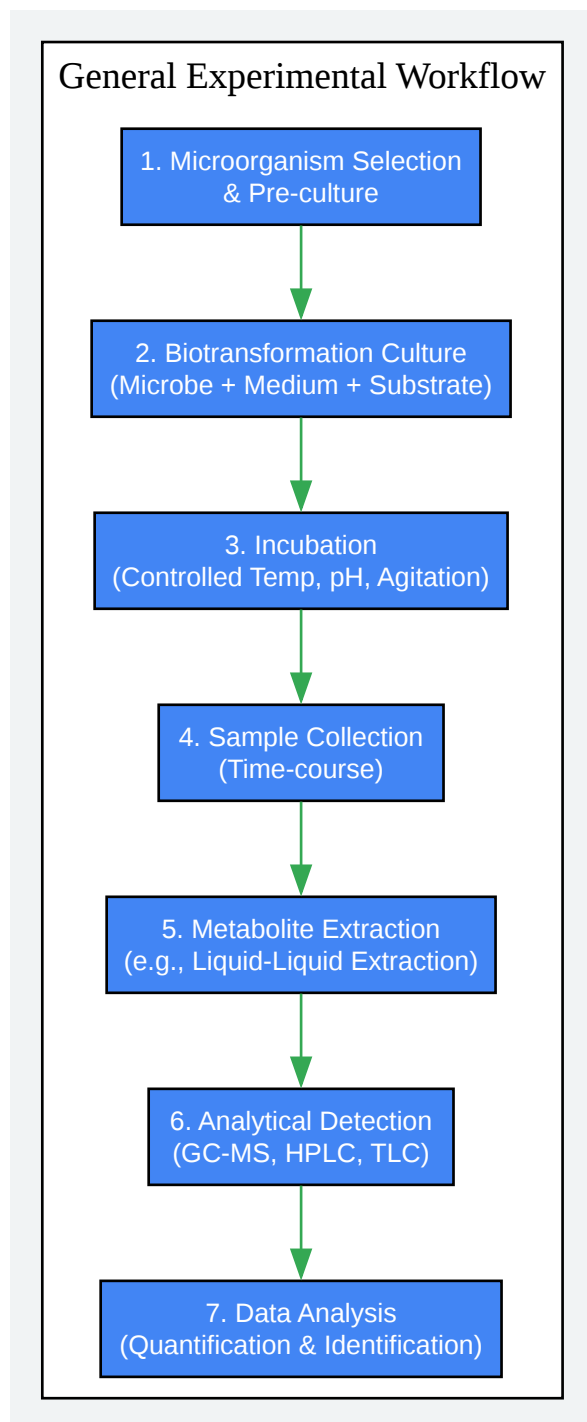 General Experimental Workflow
1. Microorganism Selection
& Pre-culture
2. Biotransformation Culture
(Microbe + Medium + Substrate)
3. Incubation
(Controlled Temp, pH, Agitation)
4. Sample Collection
(Time-course)
5. Metabolite Extraction
(e.g., Liquid-Liquid Extraction)
6. Analytical Detection
(GC-MS, HPLC, TLC)
7. Data Analysis
(Quantification & Identification)